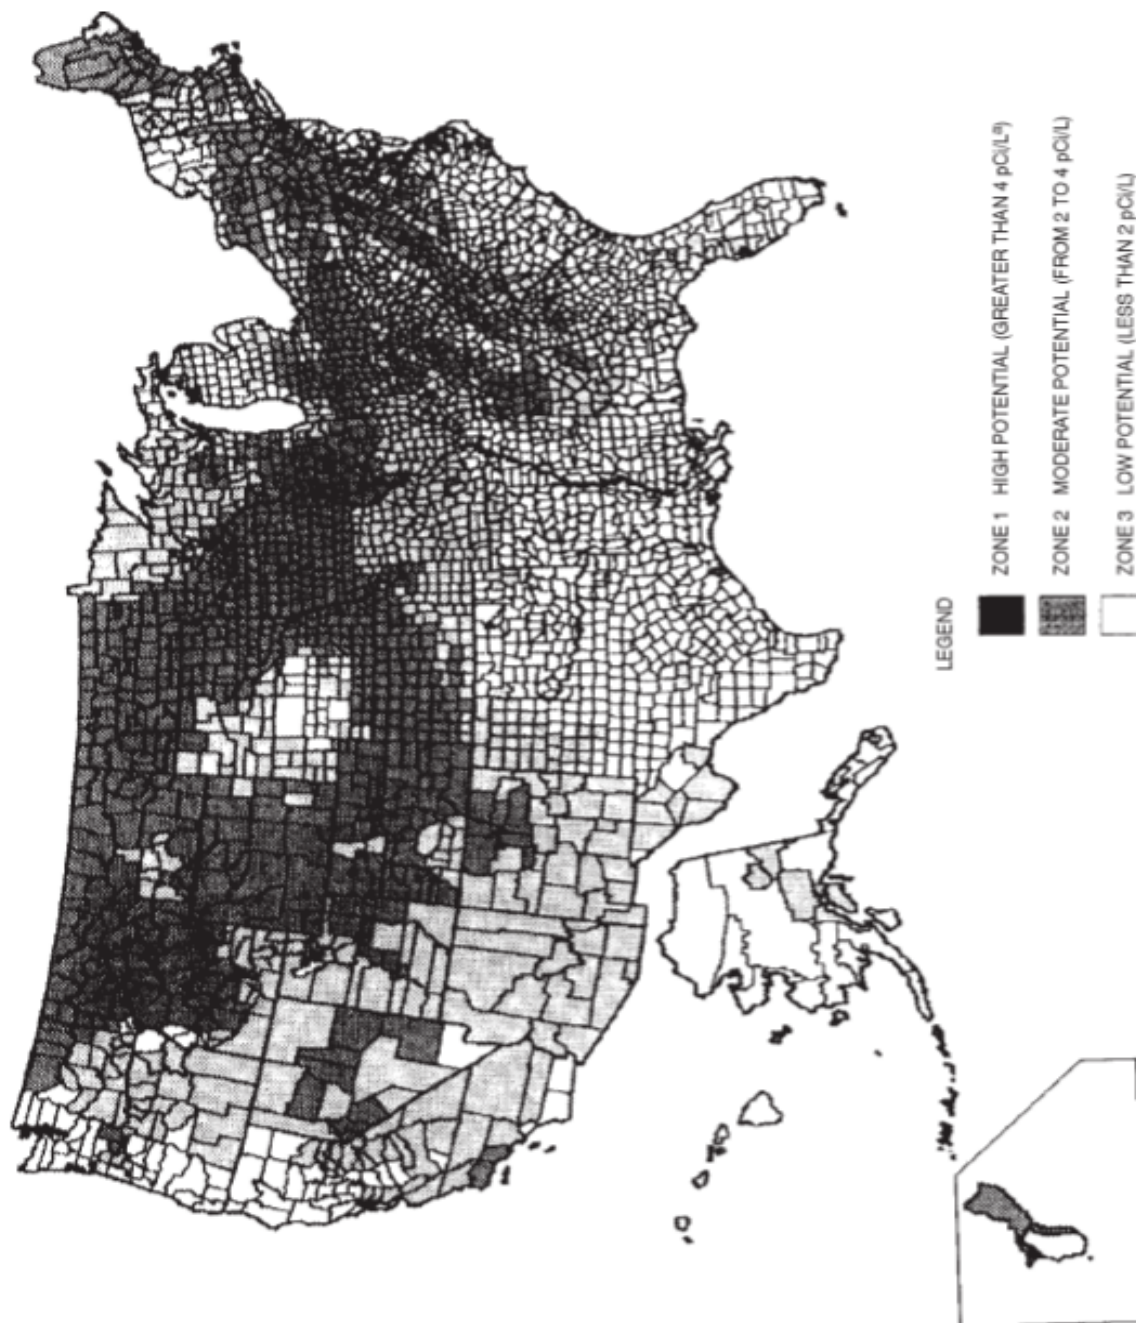 LEGEND
ZONE 1 HIGH POTENTIAL (GREATER THAN 4 pCi/Lª)
ZONE 2 MODERATE POTENTIAL (FROM 2 TO 4 pCi/L)
ZONE 3 LOW POTENTIAL (LESS THAN 2 pCi/L)